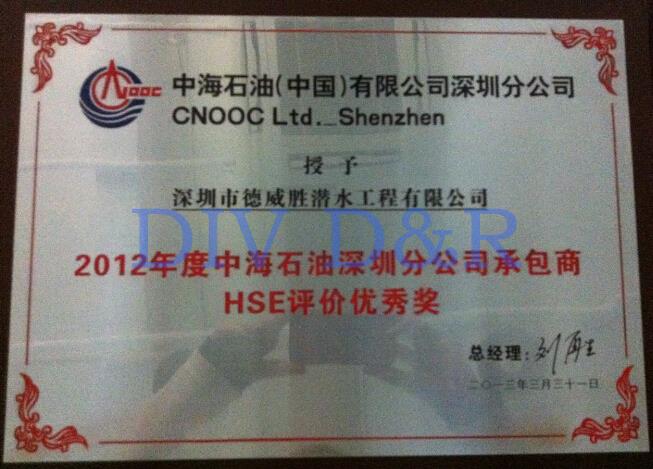 CNOOC
中海石油(中国)有限公司深圳分公司
CNOOC Ltd._Shenzhen
授予
深圳市德威胜潜水工程有限公司
DIV D&R
2012年度中海石油深圳分公司承包商
HSE评价优秀奖
总经理:
二〇一三年三月三十一日